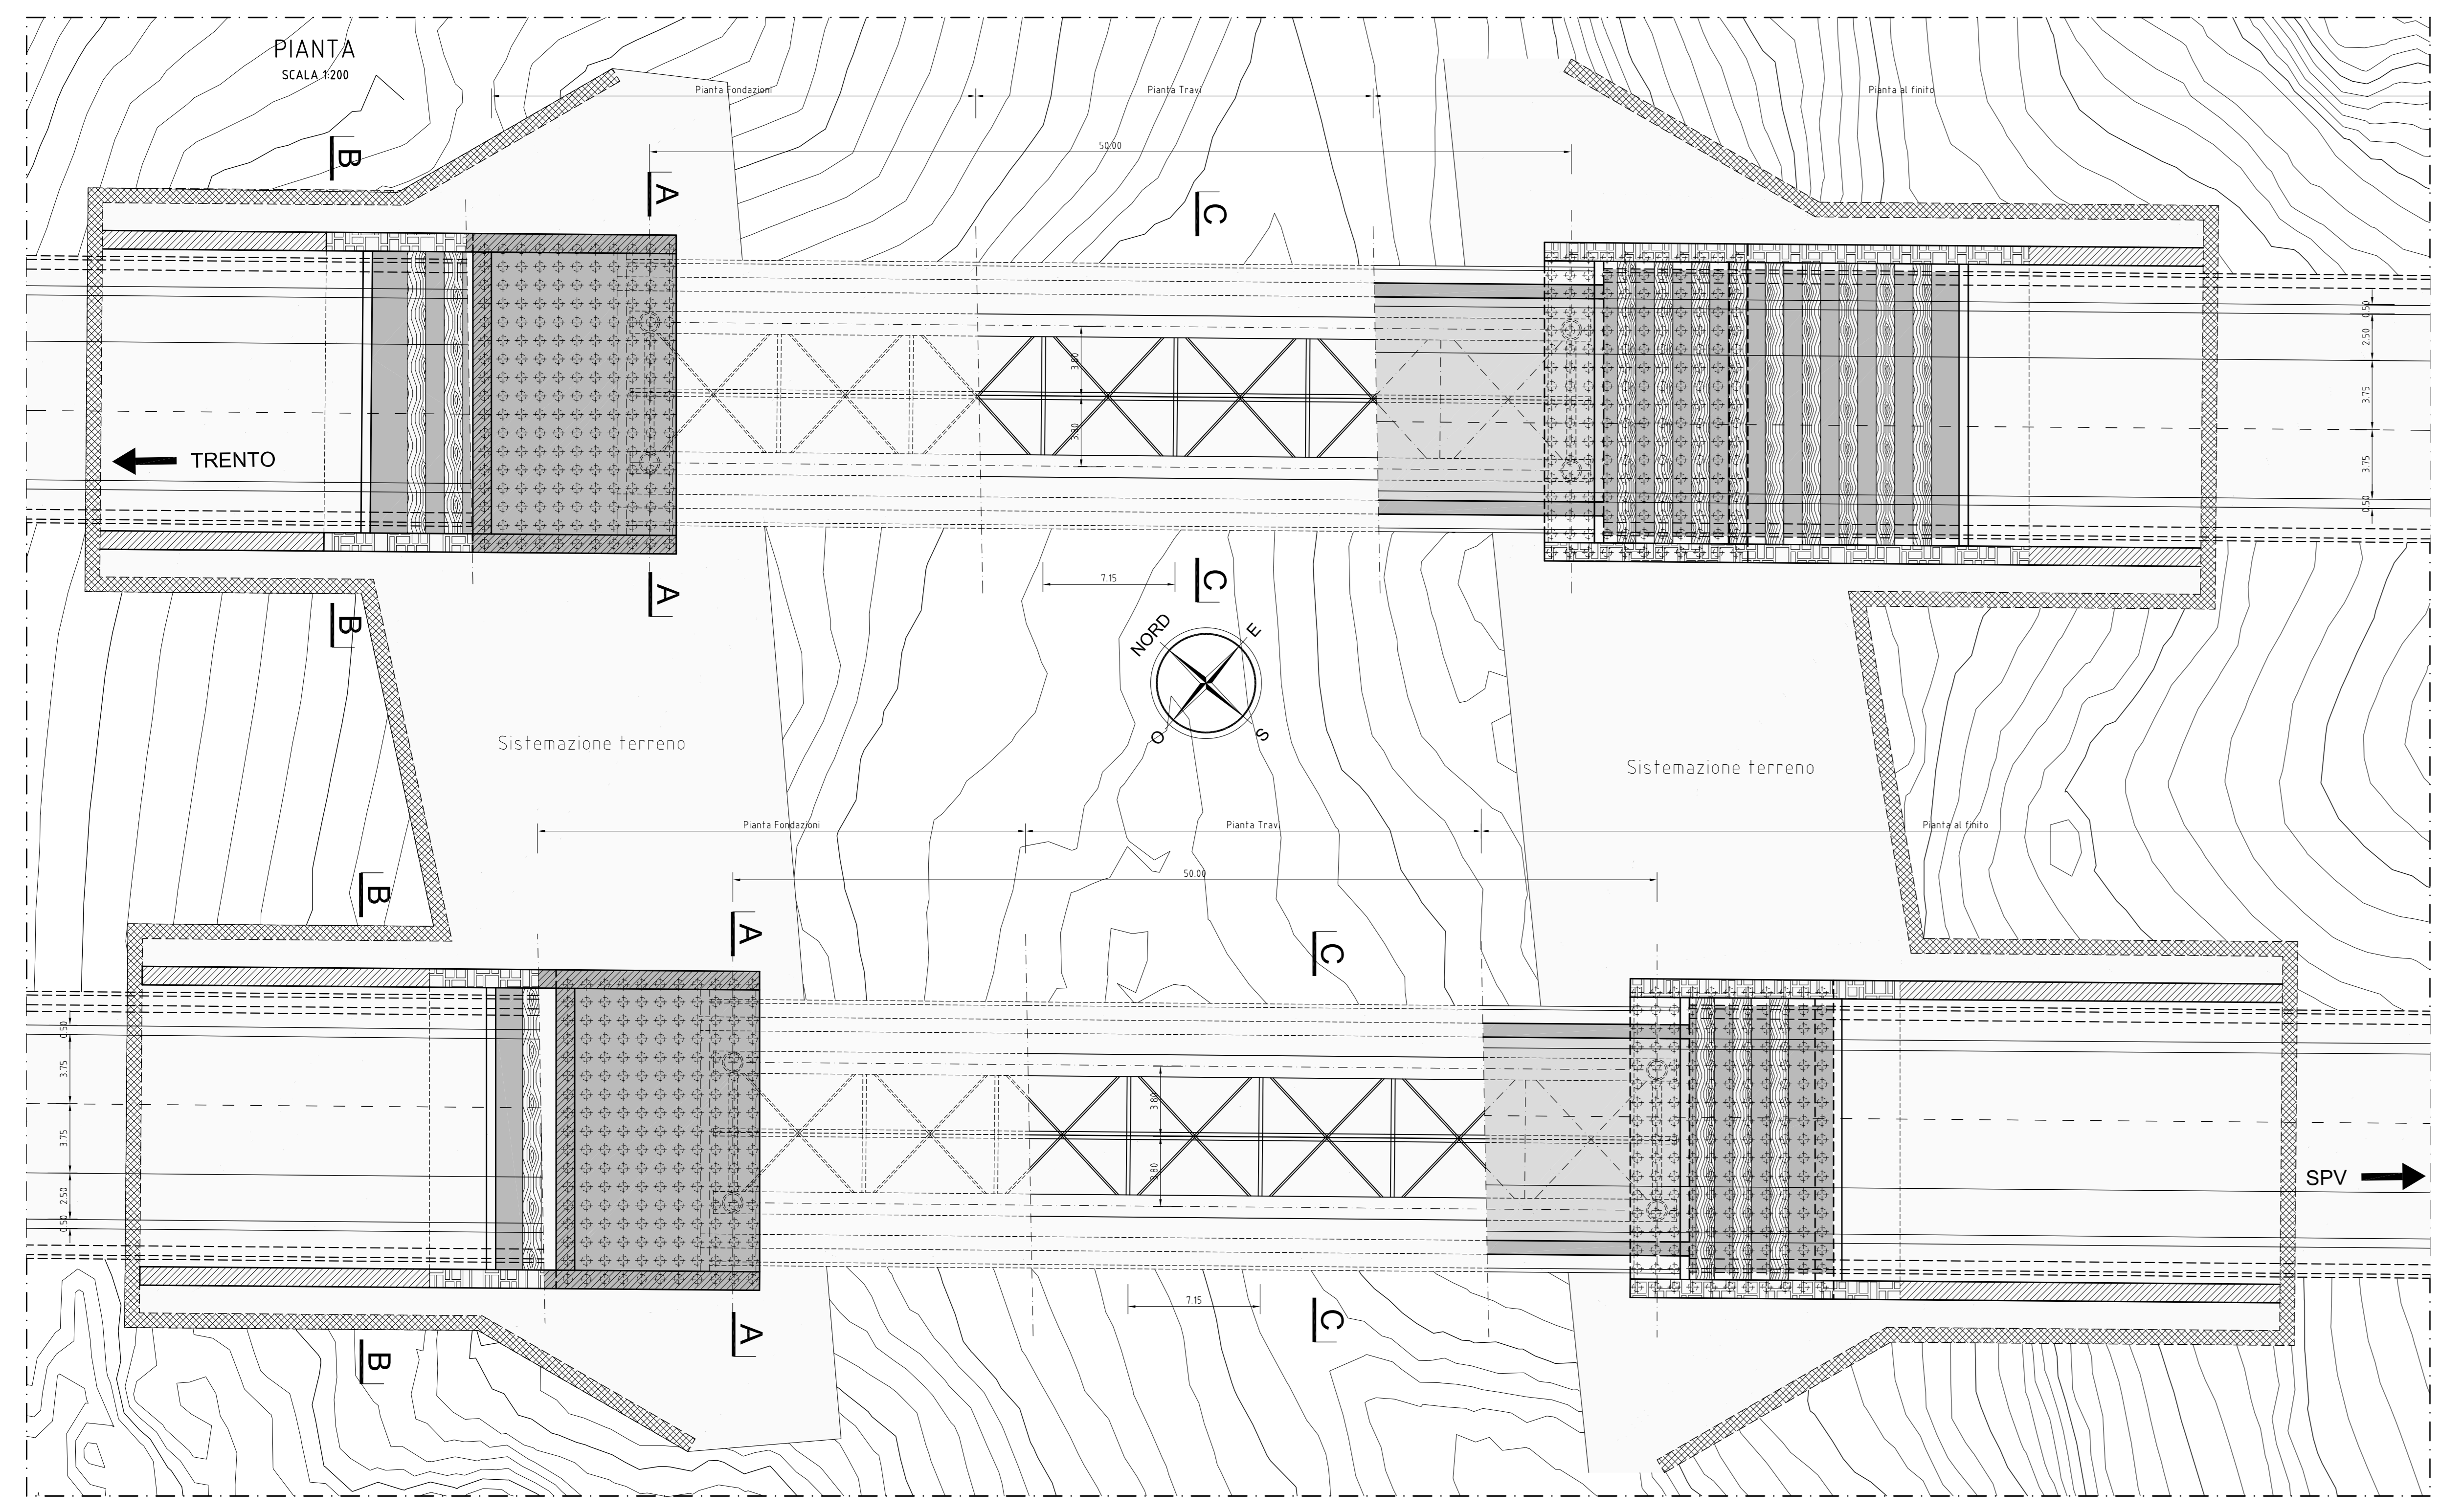 PIANTA
SCALA 1:200
Pianta Fondazioni
Pianta Travi
Pianta al finito
50.00
B
A
C
3.80
3.80
0.50
2.50
3.75
3.75
0.50
TRENTO
7.15
A
C
B
NORD
E
O
S
Sistemazione terreno
Sistemazione terreno
Pianta Fondazioni
Pianta Travi
Pianta al finito
50.00
B
A
C
0.50
3.75
3.75
2.50
0.50
3.80
3.80
SPV
7.15
A
C
B